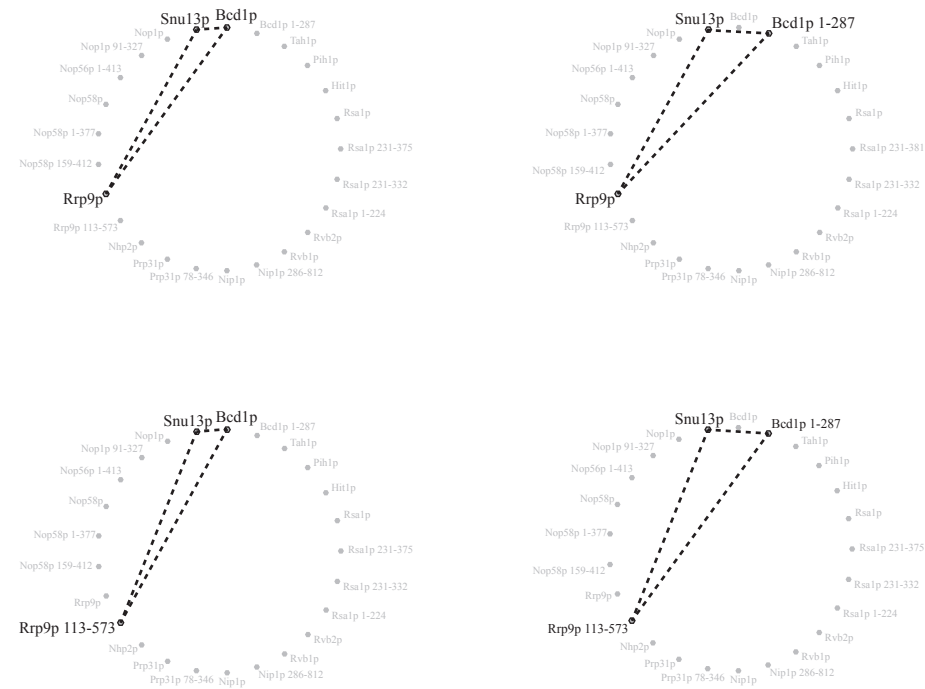 Snu13p
Bcd1p
Bcd1p 1-287
Tah1p
Pih1p
Hit1p
Rsa1p
Rsa1p 231-375
Rsa1p 231-332
Rsa1p 1-224
Rvb2p
Rvb1p
Nip1p 286-812
Nip1p
Prp31p 78-346
Prp31p
Nhp2p
Rrp9p 113-573
Rrp9p
Nop58p 159-412
Nop58p 1-377
Nop58p
Nop56p 1-413
Nop1p 91-327
Nop1p
Snu13p
Bcd1p
Bcd1p 1-287
Tah1p
Pih1p
Hit1p
Rsa1p
Rsa1p 231-381
Rsa1p 231-332
Rsa1p 1-224
Rvb2p
Rvb1p
Nip1p 286-812
Nip1p
Prp31p 78-346
Prp31p
Nhp2p
Rrp9p 113-573
Rrp9p
Nop58p 159-412
Nop58p 1-377
Nop58p
Nop56p 1-413
Nop1p 91-327
Nop1p
Snu13p
Bcd1p
Bcd1p 1-287
Tah1p
Pih1p
Hit1p
Rsa1p
Rsa1p 231-375
Rsa1p 231-332
Rsa1p 1-224
Rvb2p
Rvb1p
Nip1p 286-812
Nip1p
Prp31p 78-346
Prp31p
Nhp2p
Rrp9p 113-573
Rrp9p
Nop58p 159-412
Nop58p 1-377
Nop58p
Nop56p 1-413
Nop1p 91-327
Nop1p
Snu13p
Bcd1p
Bcd1p 1-287
Tah1p
Pih1p
Hit1p
Rsa1p
Rsa1p 231-375
Rsa1p 231-332
Rsa1p 1-224
Rvb2p
Rvb1p
Nip1p 286-812
Nip1p
Prp31p 78-346
Prp31p
Nhp2p
Rrp9p 113-573
Rrp9p
Nop58p 159-412
Nop58p 1-377
Nop58p
Nop56p 1-413
Nop1p 91-327
Nop1p